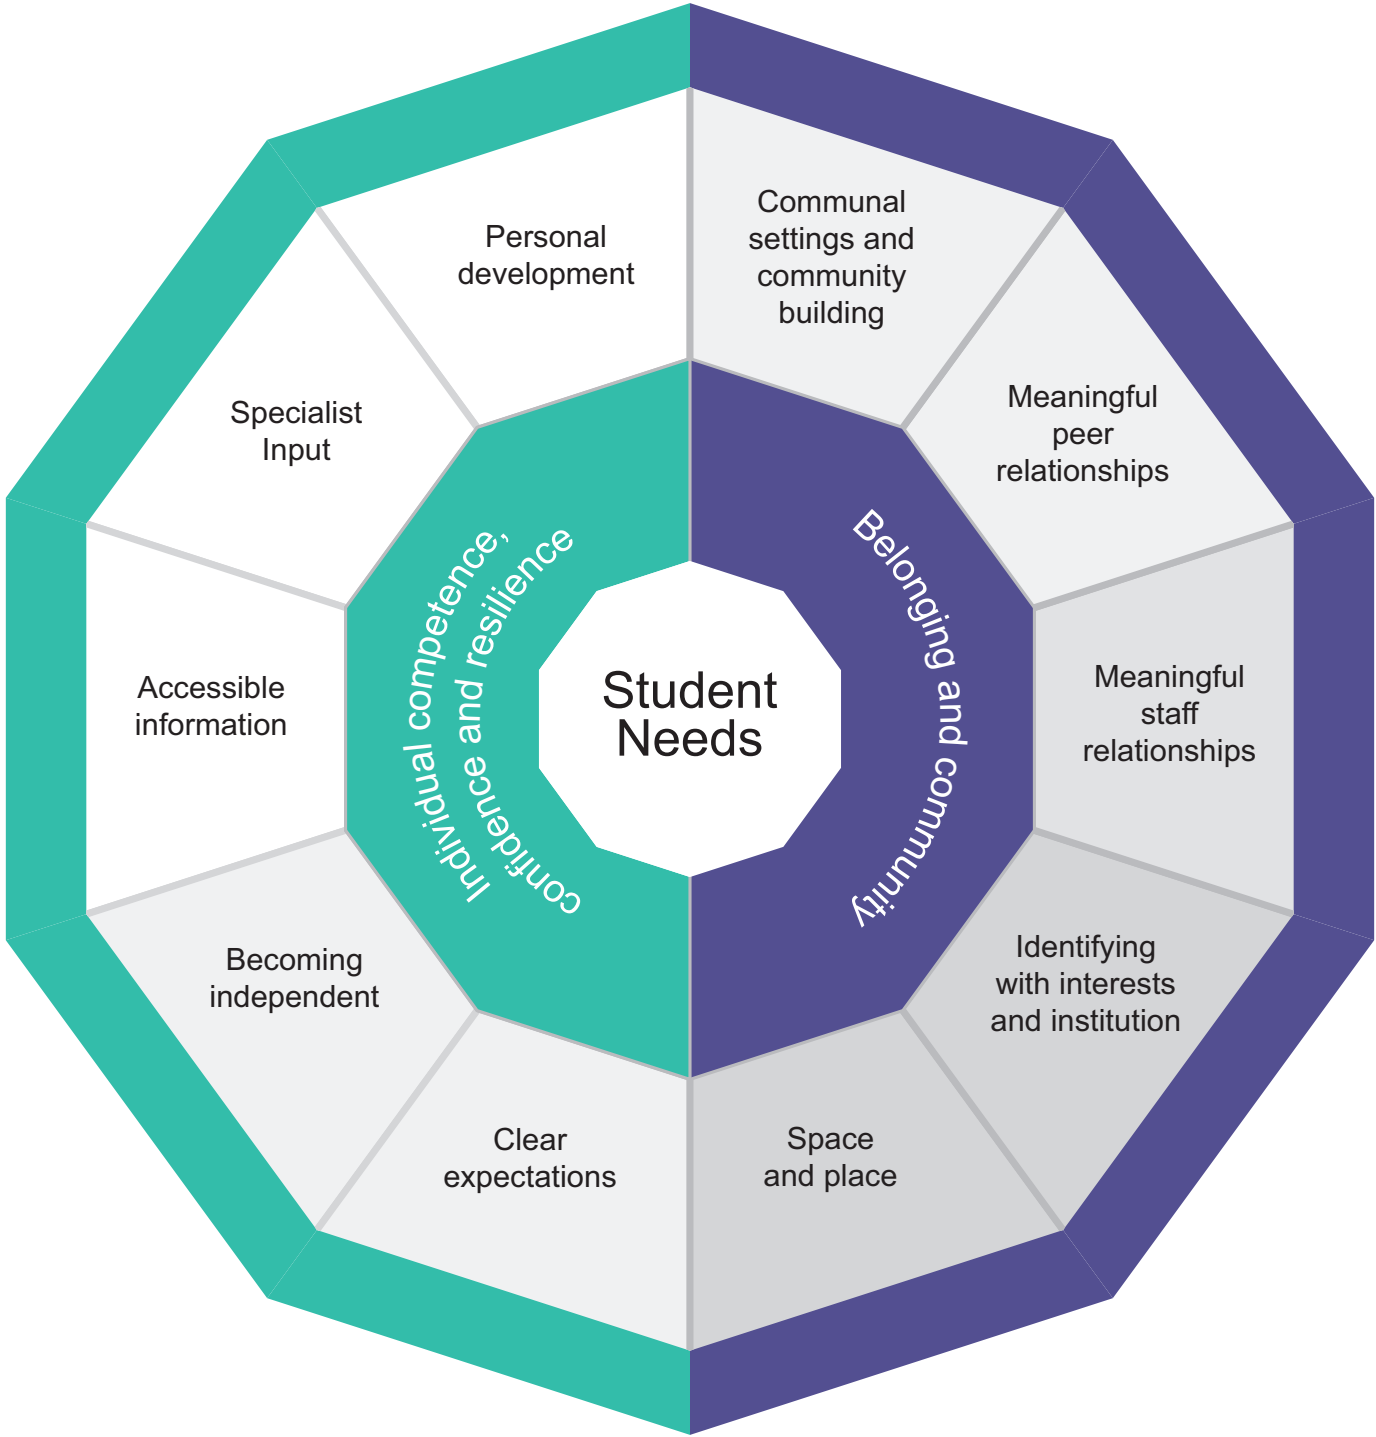 Student
Needs
Individual competence,
confidence and resilience
Belonging and community
Communal
settings and
community
building
Meaningful
peer
relationships
Meaningful
staff
relationships
Identifying
with interests
and institution
Space
and place
Clear
expectations
Becoming
independent
Accessible
information
Specialist
Input
Personal
development